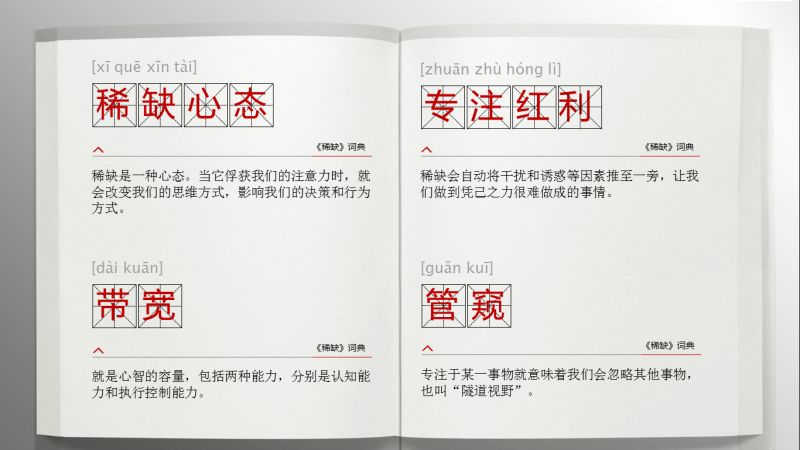 [xī quē xīn tài]
稀缺心态
《稀缺》词典
稀缺是一种心态。当它俘获我们的注意力时，就
会改变我们的思维方式，影响我们的决策和行为
方式。
[dài kuān]
带宽
《稀缺》词典
就是心智的容量，包括两种能力，分别是认知能
力和执行控制能力。
[zhuān zhù hóng lì]
专注红利
《稀缺》词典
稀缺会自动将干扰和诱惑等因素推至一旁，让我
们做到凭己之力很难做成的事情。
[guǎn kuī]
管窥
《稀缺》词典
专注于某一事物就意味着我们会忽略其他事物，
也叫“隧道视野”。